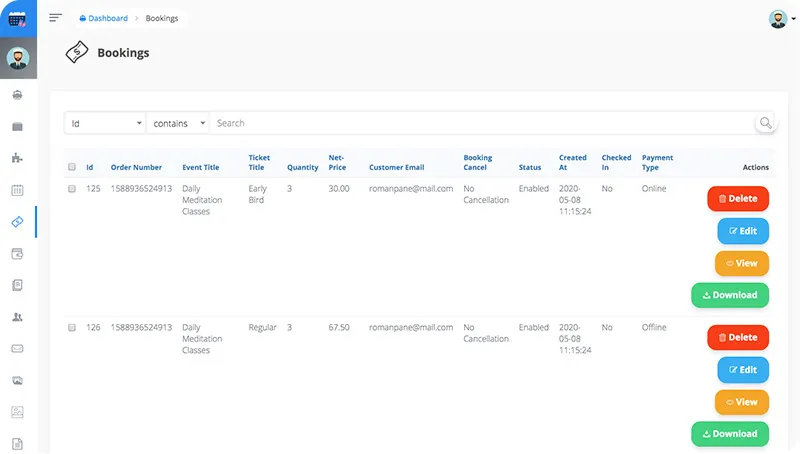 Dashboard > Bookings
Bookings
Id contains Search
Id Order Number Event Title Ticket Title Quantity Net-Price Customer Email Booking Cancel Status Created At Checked In Payment Type Actions
125 1588936524913 Daily Meditation Classes Early Bird 3 30.00 romanpane@mail.com No Cancellation Enabled 2020-05-08 11:15:24 No Online
Delete
Edit
View
Download
126 1588936524913 Daily Meditation Classes Regular 3 67.50 romanpane@mail.com No Cancellation Enabled 2020-05-08 11:15:24 No Offline
Delete
Edit
View
Download